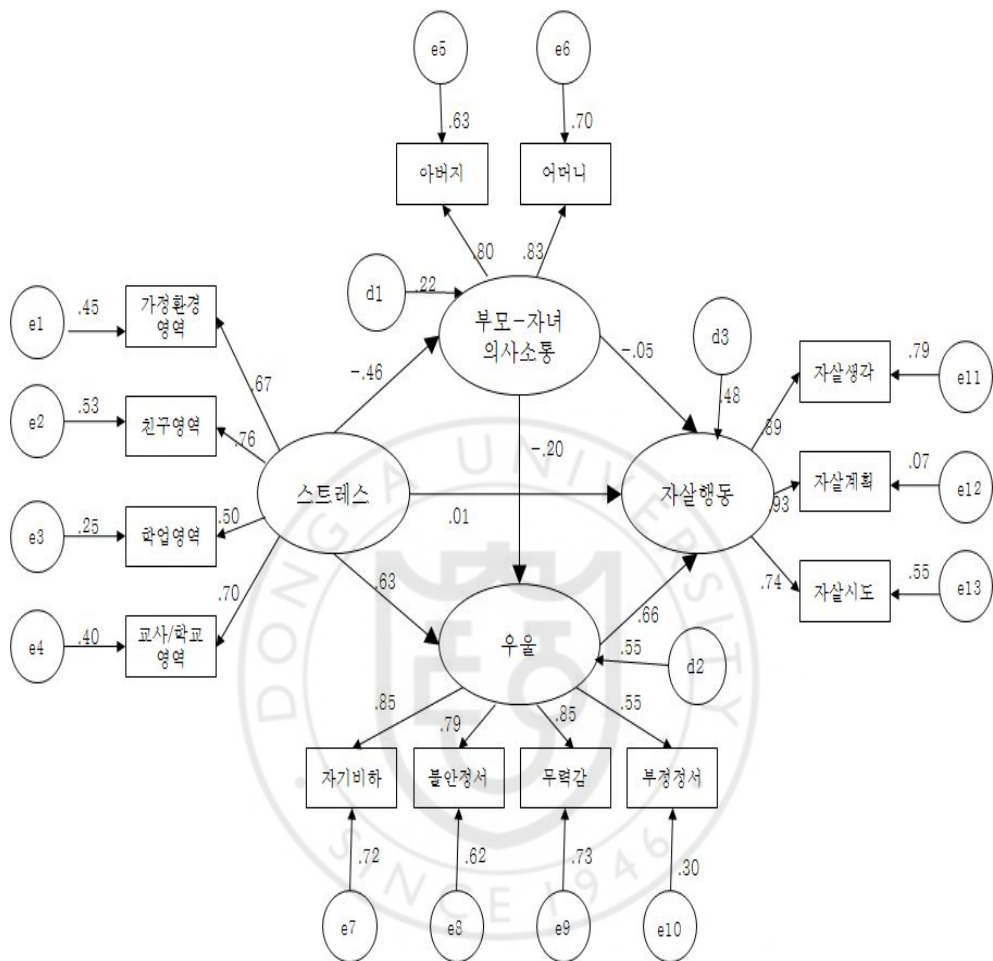 e5
e6
.63
.70
아버지
어머니
.80
.83
d1
.22
부모-자녀
의사소통
d3
e1
.45
가정환경
영역
-.46
-.05
.48
자살생각
.79
e11
.67
.89
e2
.53
친구영역
.76
-.20
스트레스
자살행동
자살계획
.07
e12
.93
.01
e3
.25
학업영역
.50
.63
.66
.74
자살시도
.55
e13
e4
.40
교사/학교
영역
.70
우울
.55
d2
.85
.79
.85
.55
자기비하
불안정서
무력감
부정정서
.72
.62
.73
.30
e7
e8
e9
e10
DONG-A UNIVERSITY
SINCE 1946